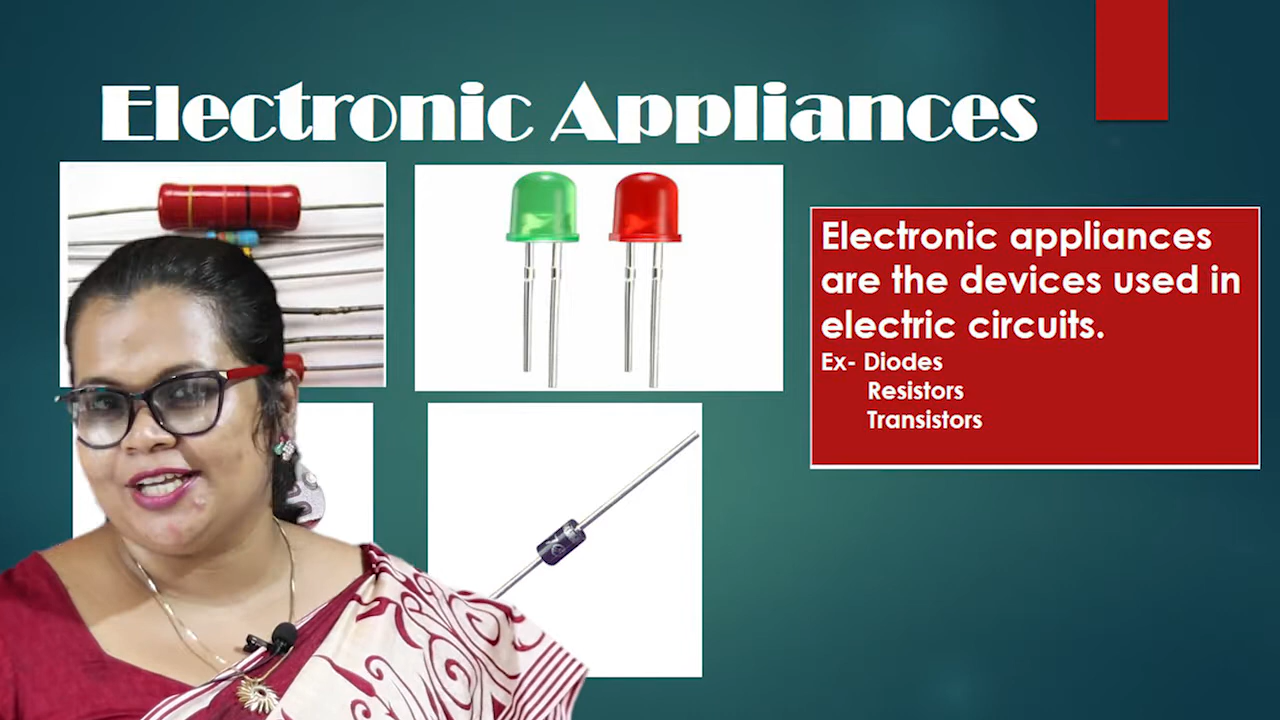 Electronic Appliances
Electronic appliances
are the devices used in
electric circuits.
Ex- Diodes
Resistors
Transistors